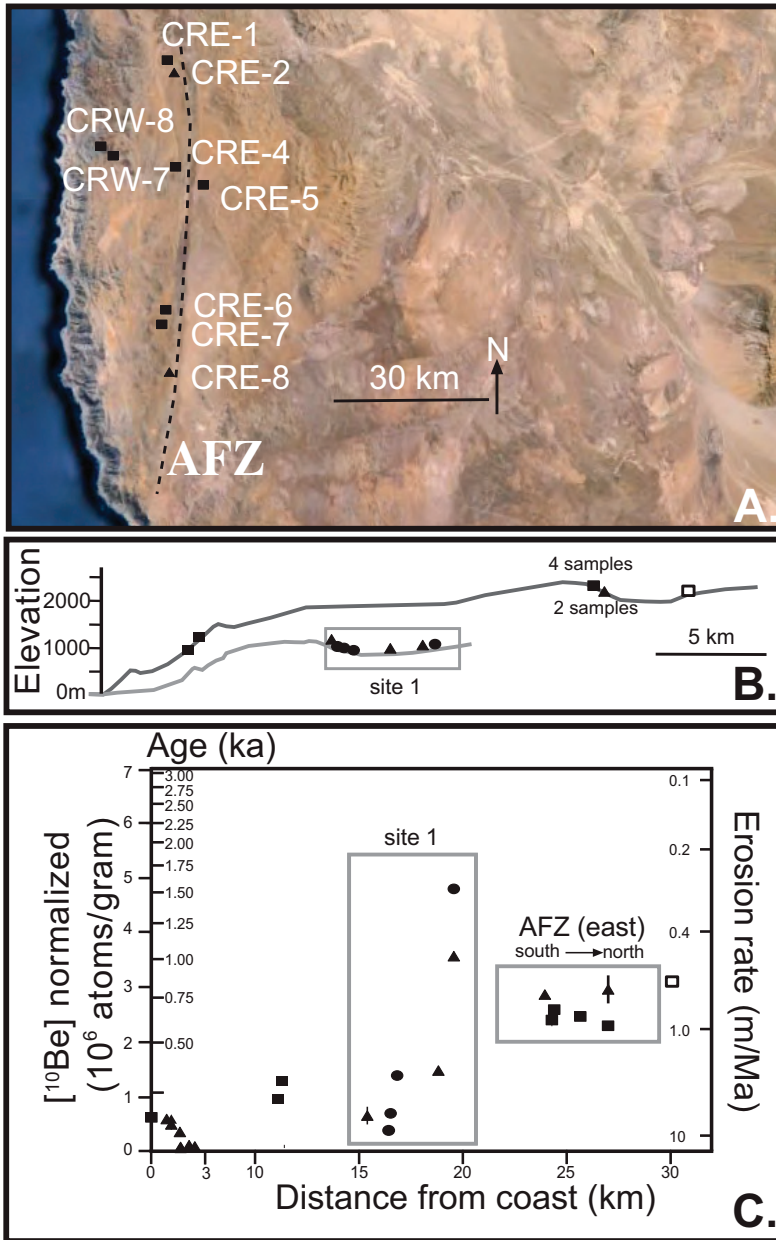 CRE-1
CRE-2
CRW-8
CRE-4
CRW-7
CRE-5
CRE-6
CRE-7
N
30 km
CRE-8
AFZ
A.
Elevation
2000
1000
0m
4 samples
2 samples
5 km
site 1
B.
Age (ka)
7
6
5
4
3
2
1
0
3.00
2.75
2.50
2.25
2.00
1.75
1.50
1.25
1.00
0.75
0.50
[¹⁰Be] normalized
(10⁶ atoms/gram)
site 1
AFZ (east)
south → north
0.1
0.2
0.4
1.0
10
Erosion rate (m/Ma)
0 3 10 15 20 25 30
Distance from coast (km)
C.